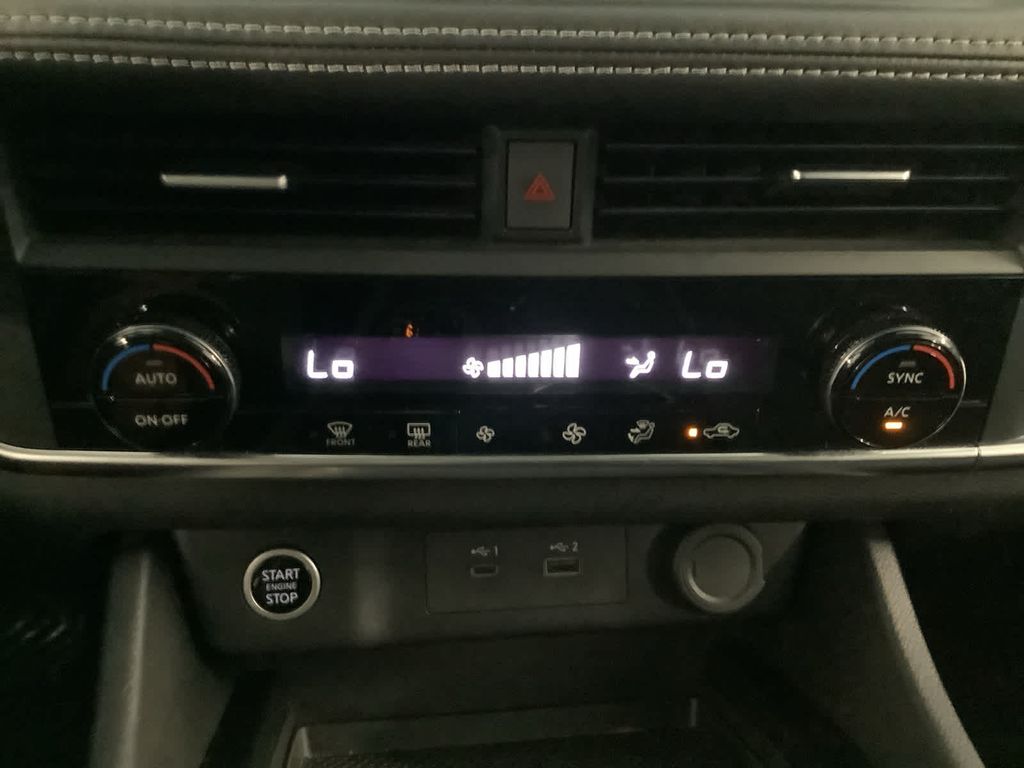 Lo
Lo
AUTO
ON·OFF
FRONT
REAR
SYNC
A/C
START
ENGINE
STOP
1
2